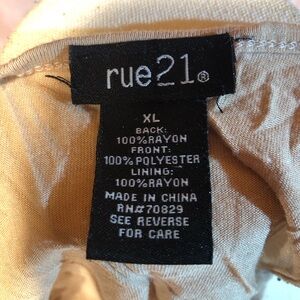 rue21®
XL
BACK:
100%RAYON
FRONT:
100%POLYESTER
LINING:
100%RAYON
MADE IN CHINA
RN#70829
SEE REVERSE
FOR CARE